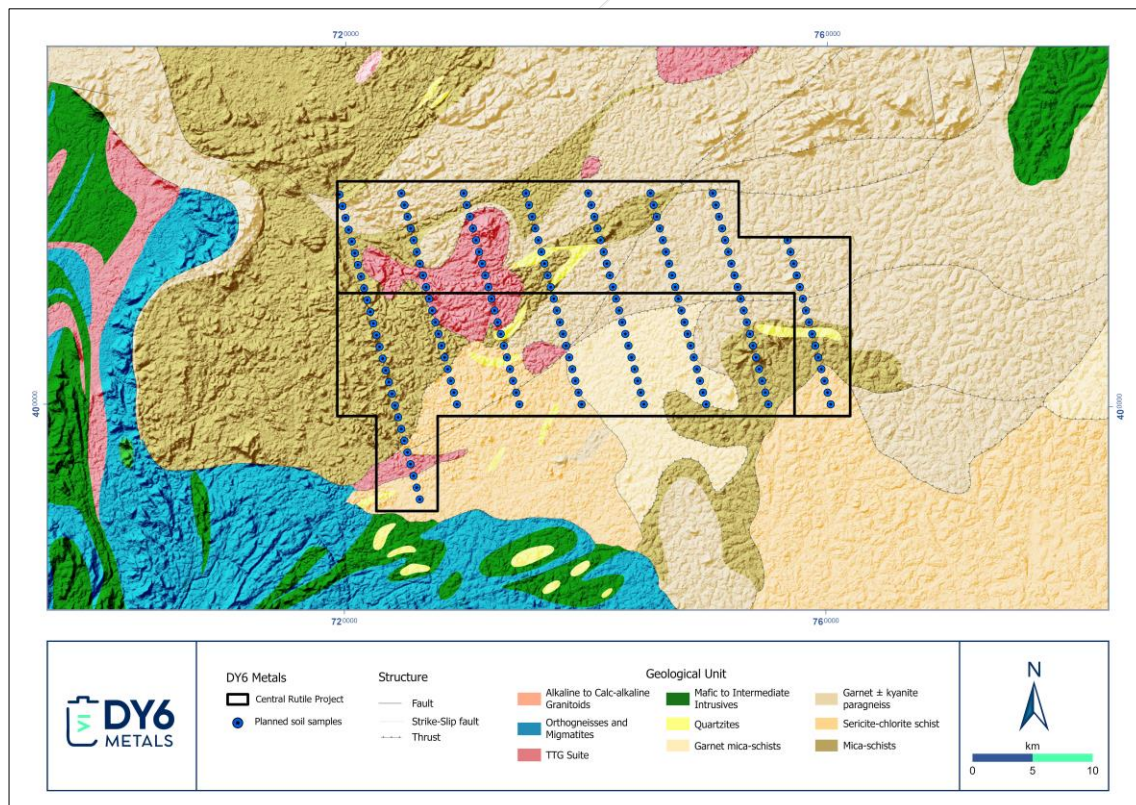 72⁰⁰⁰⁰
76⁰⁰⁰⁰
40⁰⁰⁰⁰
40⁰⁰⁰⁰
72⁰⁰⁰⁰
76⁰⁰⁰⁰
DY6
METALS
DY6 Metals
Central Rutile Project
Planned soil samples
Structure
Fault
Strike-Slip fault
Thrust
Geological Unit
Alkaline to Calc-alkaline
Granitoids
Orthogneisses and
Migmatites
TTG Suite
Mafic to Intermediate
Intrusives
Quartzites
Garnet mica-schists
Garnet ± kyanite
paragneiss
Sericite-chlorite schist
Mica-schists
N
km
0 5 10